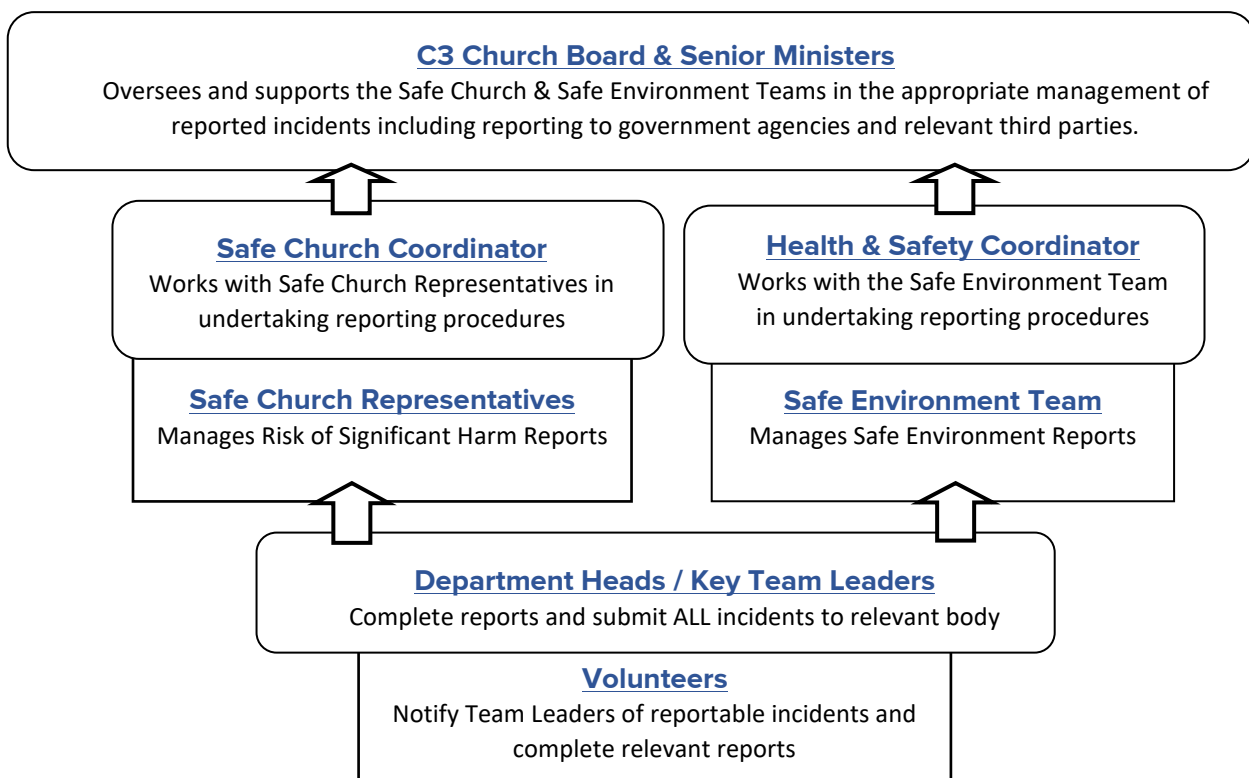 C3 Church Board & Senior Ministers
Oversees and supports the Safe Church & Safe Environment Teams in the appropriate management of
reported incidents including reporting to government agencies and relevant third parties.
Safe Church Coordinator
Works with Safe Church Representatives in
undertaking reporting procedures
Health & Safety Coordinator
Works with the Safe Environment Team
in undertaking reporting procedures
Safe Church Representatives
Manages Risk of Significant Harm Reports
Safe Environment Team
Manages Safe Environment Reports
Department Heads / Key Team Leaders
Complete reports and submit ALL incidents to relevant body
Volunteers
Notify Team Leaders of reportable incidents and
complete relevant reports